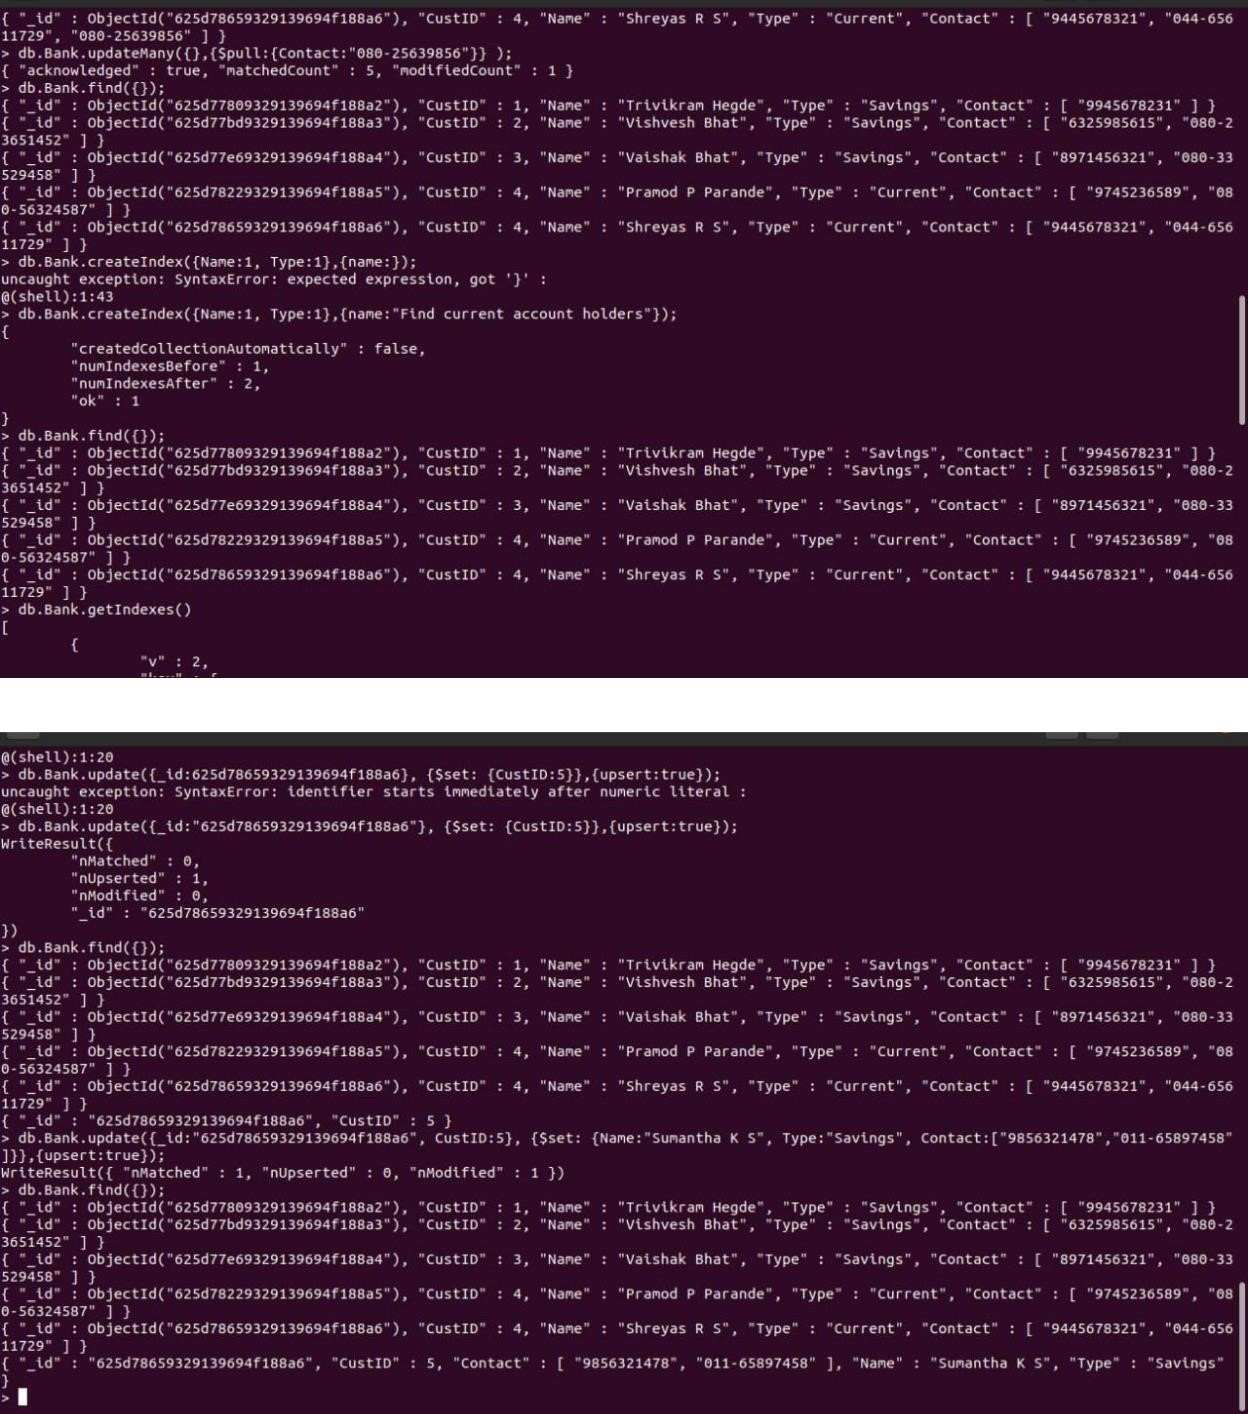 { "_id" : ObjectId("625d78659329139694f188a6"), "CustID" : 4, "Name" : "Shreyas R S", "Type" : "Current", "Contact" : [ "9445678321", "044-656
11729", "080-25639856" ] }
> db.Bank.updateMany({},{$pull:{Contact:"080-25639856"}} );
{ "acknowledged" : true, "matchedCount" : 5, "modifiedCount" : 1 }
> db.Bank.find({});
{ "_id" : ObjectId("625d77809329139694f188a2"), "CustID" : 1, "Name" : "Trivikram Hegde", "Type" : "Savings", "Contact" : [ "9945678231" ] }
{ "_id" : ObjectId("625d77bd9329139694f188a3"), "CustID" : 2, "Name" : "Vishvesh Bhat", "Type" : "Savings", "Contact" : [ "6325985615", "080-2
3651452" ] }
{ "_id" : ObjectId("625d77e69329139694f188a4"), "CustID" : 3, "Name" : "Vaishak Bhat", "Type" : "Savings", "Contact" : [ "8971456321", "080-33
529458" ] }
{ "_id" : ObjectId("625d78229329139694f188a5"), "CustID" : 4, "Name" : "Pramod P Parande", "Type" : "Current", "Contact" : [ "9745236589", "08
0-56324587" ] }
{ "_id" : ObjectId("625d78659329139694f188a6"), "CustID" : 4, "Name" : "Shreyas R S", "Type" : "Current", "Contact" : [ "9445678321", "044-656
11729" ] }
> db.Bank.createIndex({Name:1, Type:1},{name:});
uncaught exception: SyntaxError: expected expression, got '}' :
@(shell):1:43
> db.Bank.createIndex({Name:1, Type:1},{name:"Find current account holders"});
{
"createdCollectionAutomatically" : false,
"numIndexesBefore" : 1,
"numIndexesAfter" : 2,
"ok" : 1
}
> db.Bank.find({});
{ "_id" : ObjectId("625d77809329139694f188a2"), "CustID" : 1, "Name" : "Trivikram Hegde", "Type" : "Savings", "Contact" : [ "9945678231" ] }
{ "_id" : ObjectId("625d77bd9329139694f188a3"), "CustID" : 2, "Name" : "Vishvesh Bhat", "Type" : "Savings", "Contact" : [ "6325985615", "080-2
3651452" ] }
{ "_id" : ObjectId("625d77e69329139694f188a4"), "CustID" : 3, "Name" : "Vaishak Bhat", "Type" : "Savings", "Contact" : [ "8971456321", "080-33
529458" ] }
{ "_id" : ObjectId("625d78229329139694f188a5"), "CustID" : 4, "Name" : "Pramod P Parande", "Type" : "Current", "Contact" : [ "9745236589", "08
0-56324587" ] }
{ "_id" : ObjectId("625d78659329139694f188a6"), "CustID" : 4, "Name" : "Shreyas R S", "Type" : "Current", "Contact" : [ "9445678321", "044-656
11729" ] }
> db.Bank.getIndexes()
[
{
"v" : 2,
@(shell):1:20
> db.Bank.update({_id:625d78659329139694f188a6}, {$set: {CustID:5}},{upsert:true});
uncaught exception: SyntaxError: identifier starts immediately after numeric literal :
@(shell):1:20
> db.Bank.update({_id:"625d78659329139694f188a6"}, {$set: {CustID:5}},{upsert:true});
WriteResult({
"nMatched" : 0,
"nUpserted" : 1,
"nModified" : 0,
"_id" : "625d78659329139694f188a6"
})
> db.Bank.find({});
{ "_id" : ObjectId("625d77809329139694f188a2"), "CustID" : 1, "Name" : "Trivikram Hegde", "Type" : "Savings", "Contact" : [ "9945678231" ] }
{ "_id" : ObjectId("625d77bd9329139694f188a3"), "CustID" : 2, "Name" : "Vishvesh Bhat", "Type" : "Savings", "Contact" : [ "6325985615", "080-2
3651452" ] }
{ "_id" : ObjectId("625d77e69329139694f188a4"), "CustID" : 3, "Name" : "Vaishak Bhat", "Type" : "Savings", "Contact" : [ "8971456321", "080-33
529458" ] }
{ "_id" : ObjectId("625d78229329139694f188a5"), "CustID" : 4, "Name" : "Pramod P Parande", "Type" : "Current", "Contact" : [ "9745236589", "08
0-56324587" ] }
{ "_id" : ObjectId("625d78659329139694f188a6"), "CustID" : 4, "Name" : "Shreyas R S", "Type" : "Current", "Contact" : [ "9445678321", "044-656
11729" ] }
{ "_id" : "625d78659329139694f188a6", "CustID" : 5 }
> db.Bank.update({_id:"625d78659329139694f188a6", CustID:5}, {$set: {Name:"Sumantha K S", Type:"Savings", Contact:["9856321478","011-65897458"
]}},{upsert:true});
WriteResult({ "nMatched" : 1, "nUpserted" : 0, "nModified" : 1 })
> db.Bank.find({});
{ "_id" : ObjectId("625d77809329139694f188a2"), "CustID" : 1, "Name" : "Trivikram Hegde", "Type" : "Savings", "Contact" : [ "9945678231" ] }
{ "_id" : ObjectId("625d77bd9329139694f188a3"), "CustID" : 2, "Name" : "Vishvesh Bhat", "Type" : "Savings", "Contact" : [ "6325985615", "080-2
3651452" ] }
{ "_id" : ObjectId("625d77e69329139694f188a4"), "CustID" : 3, "Name" : "Vaishak Bhat", "Type" : "Savings", "Contact" : [ "8971456321", "080-33
529458" ] }
{ "_id" : ObjectId("625d78229329139694f188a5"), "CustID" : 4, "Name" : "Pramod P Parande", "Type" : "Current", "Contact" : [ "9745236589", "08
0-56324587" ] }
{ "_id" : ObjectId("625d78659329139694f188a6"), "CustID" : 4, "Name" : "Shreyas R S", "Type" : "Current", "Contact" : [ "9445678321", "044-656
11729" ] }
{ "_id" : "625d78659329139694f188a6", "CustID" : 5, "Contact" : [ "9856321478", "011-65897458" ], "Name" : "Sumantha K S", "Type" : "Savings"
}
>